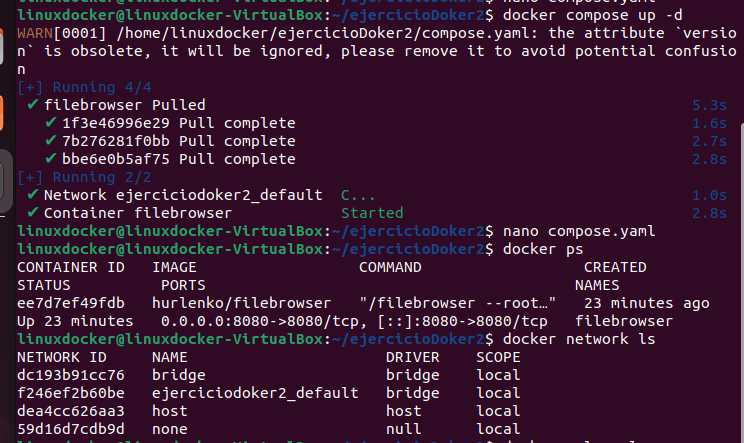 linuxdocker@linuxdocker-VirtualBox:~/ejercicioDoker2$ nano compose.yaml
linuxdocker@linuxdocker-VirtualBox:~/ejercicioDoker2$ docker compose up -d
WARN[0001] /home/linuxdocker/ejercicioDoker2/compose.yaml: the attribute `versio
n` is obsolete, it will be ignored, please remove it to avoid potential confusio
n
[+] Running 4/4
✔ filebrowser Pulled 5.3s
✔ 1f3e46996e29 Pull complete 1.6s
✔ 7b276281f0bb Pull complete 2.7s
✔ bbe6e0b5af75 Pull complete 2.8s
[+] Running 2/2
✔ Network ejerciciodoker2_default C... 1.0s
✔ Container filebrowser Started 2.8s
linuxdocker@linuxdocker-VirtualBox:~/ejercicioDoker2$ nano compose.yaml
linuxdocker@linuxdocker-VirtualBox:~/ejercicioDoker2$ docker ps
CONTAINER ID IMAGE COMMAND CREATED
STATUS PORTS NAMES
ee7d7ef49fdb hurlenko/filebrowser "/filebrowser --root…" 23 minutes ago
Up 23 minutes 0.0.0.0:8080->8080/tcp, [::]:8080->8080/tcp filebrowser
linuxdocker@linuxdocker-VirtualBox:~/ejercicioDoker2$ docker network ls
NETWORK ID NAME DRIVER SCOPE
dc193b91cc76 bridge bridge local
f246ef2b60be ejerciciodoker2_default bridge local
dea4cc626aa3 host host local
59d16d7cdb9d none null local